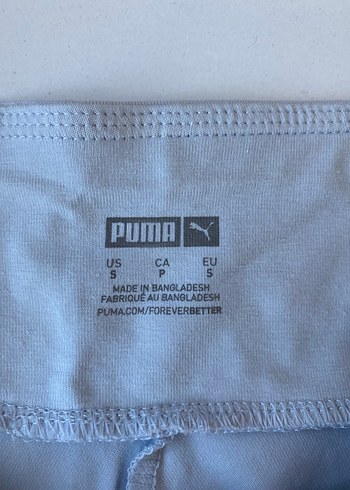 PUMA
US CA EU
S P S
MADE IN BANGLADESH
FABRIQUÉ AU BANGLADESH
PUMA.COM/FOREVERBETTER